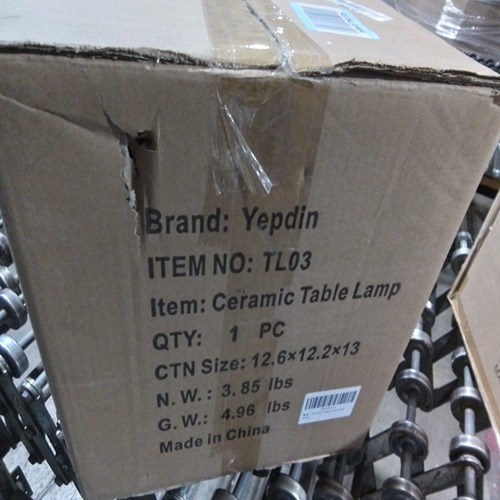 Brand: Yepdin
ITEM NO: TL03
Item: Ceramic Table Lamp
QTY: 1 PC
CTN Size: 12.6×12.2×13
N.W.: 3.85 lbs
G.W.: 4.96 lbs
Made in China